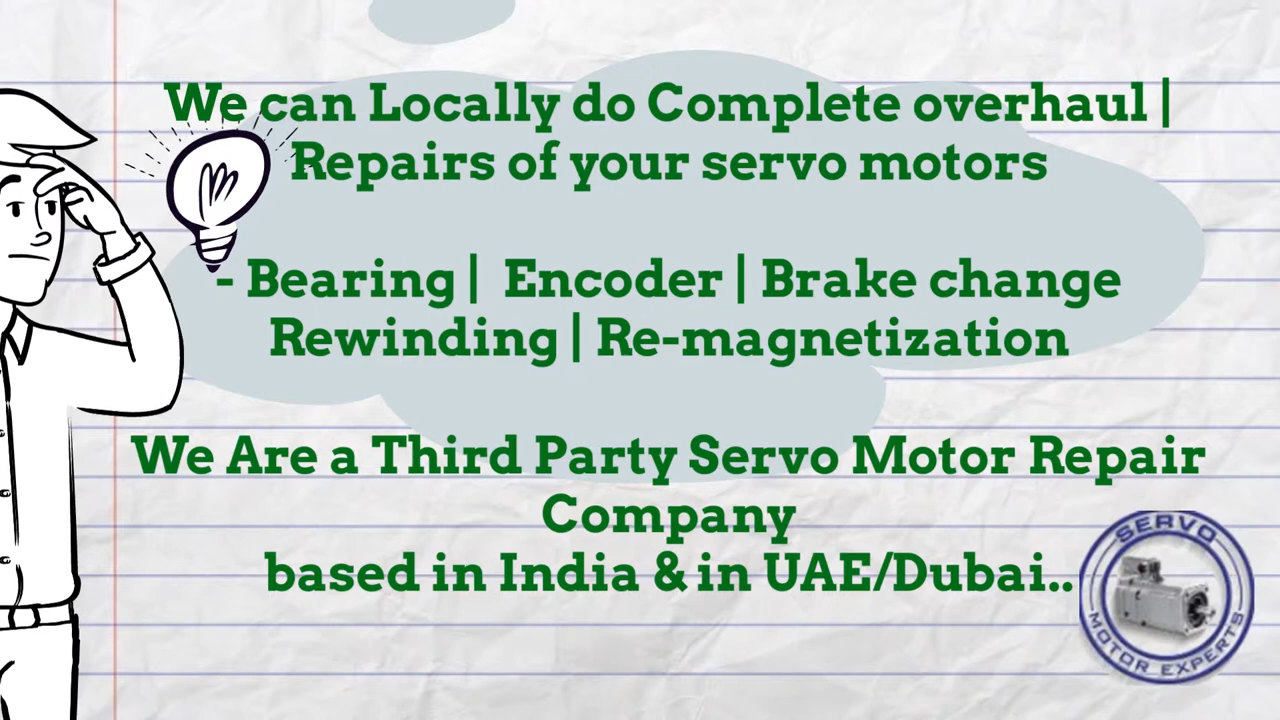 We can Locally do Complete overhaul |
Repairs of your servo motors
- Bearing |  Encoder | Brake change
Rewinding | Re-magnetization
We Are a Third Party Servo Motor Repair
Company
based in India & in UAE/Dubai..
SERVO
MOTOR EXPERTS